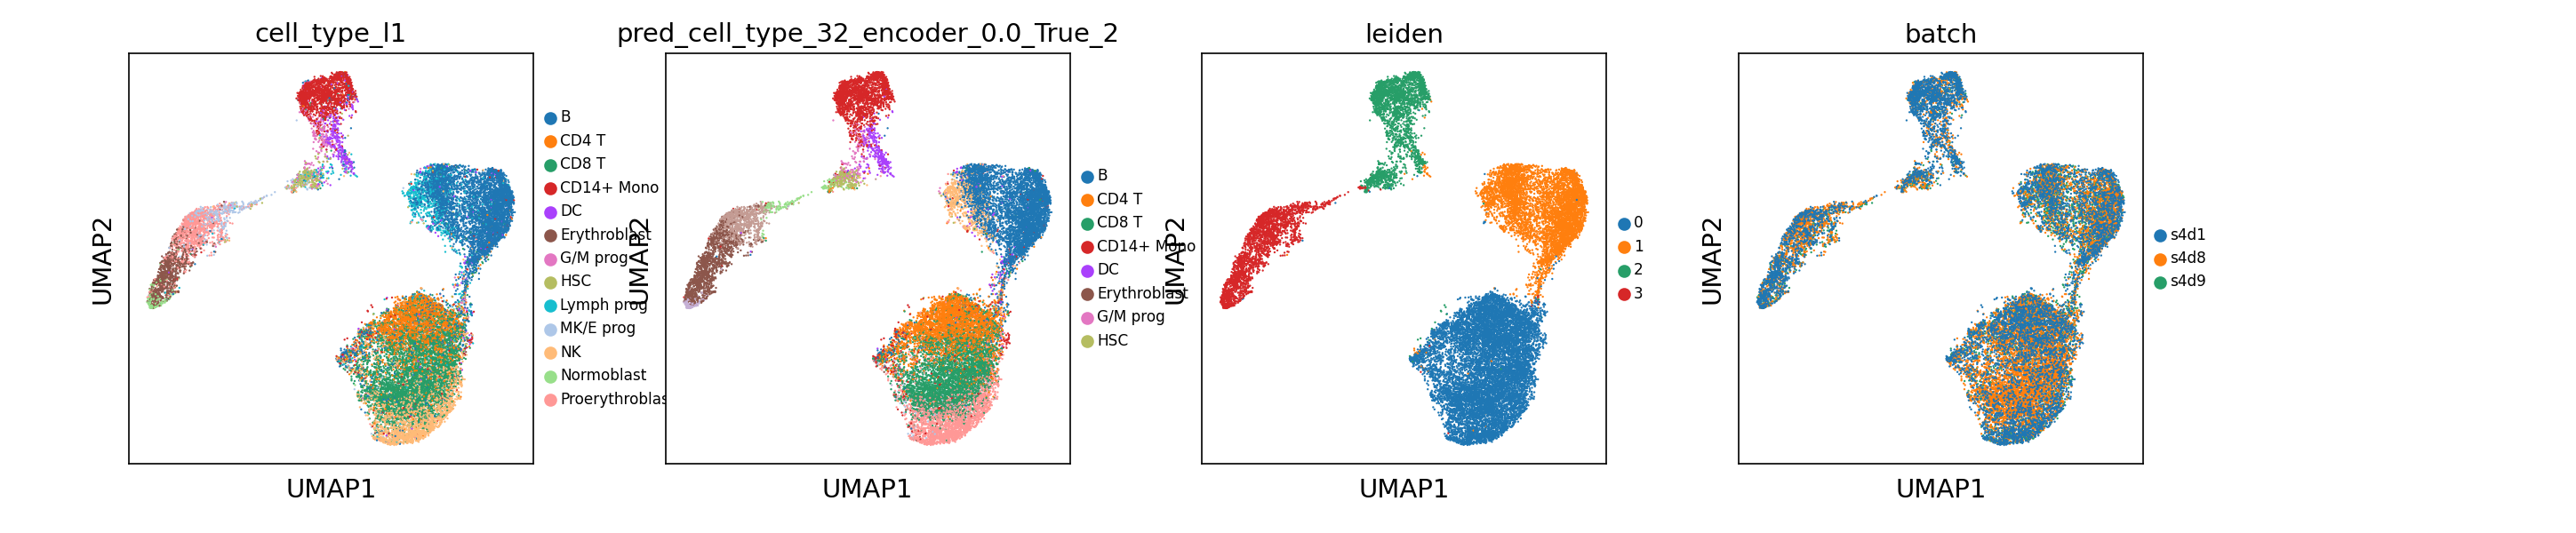 cell_type_l1
UMAP2
UMAP1
B
CD4 T
CD8 T
CD14+ Mono
DC
Erythroblast
G/M prog
HSC
Lymph prog
MK/E prog
NK
Normoblast
Proerythroblas
pred_cell_type_32_encoder_0.0_True_2
UMAP2
UMAP1
B
CD4 T
CD8 T
CD14+ Mono
DC
Erythroblast
G/M prog
HSC
leiden
UMAP2
UMAP1
0
1
2
3
batch
UMAP2
UMAP1
s4d1
s4d8
s4d9